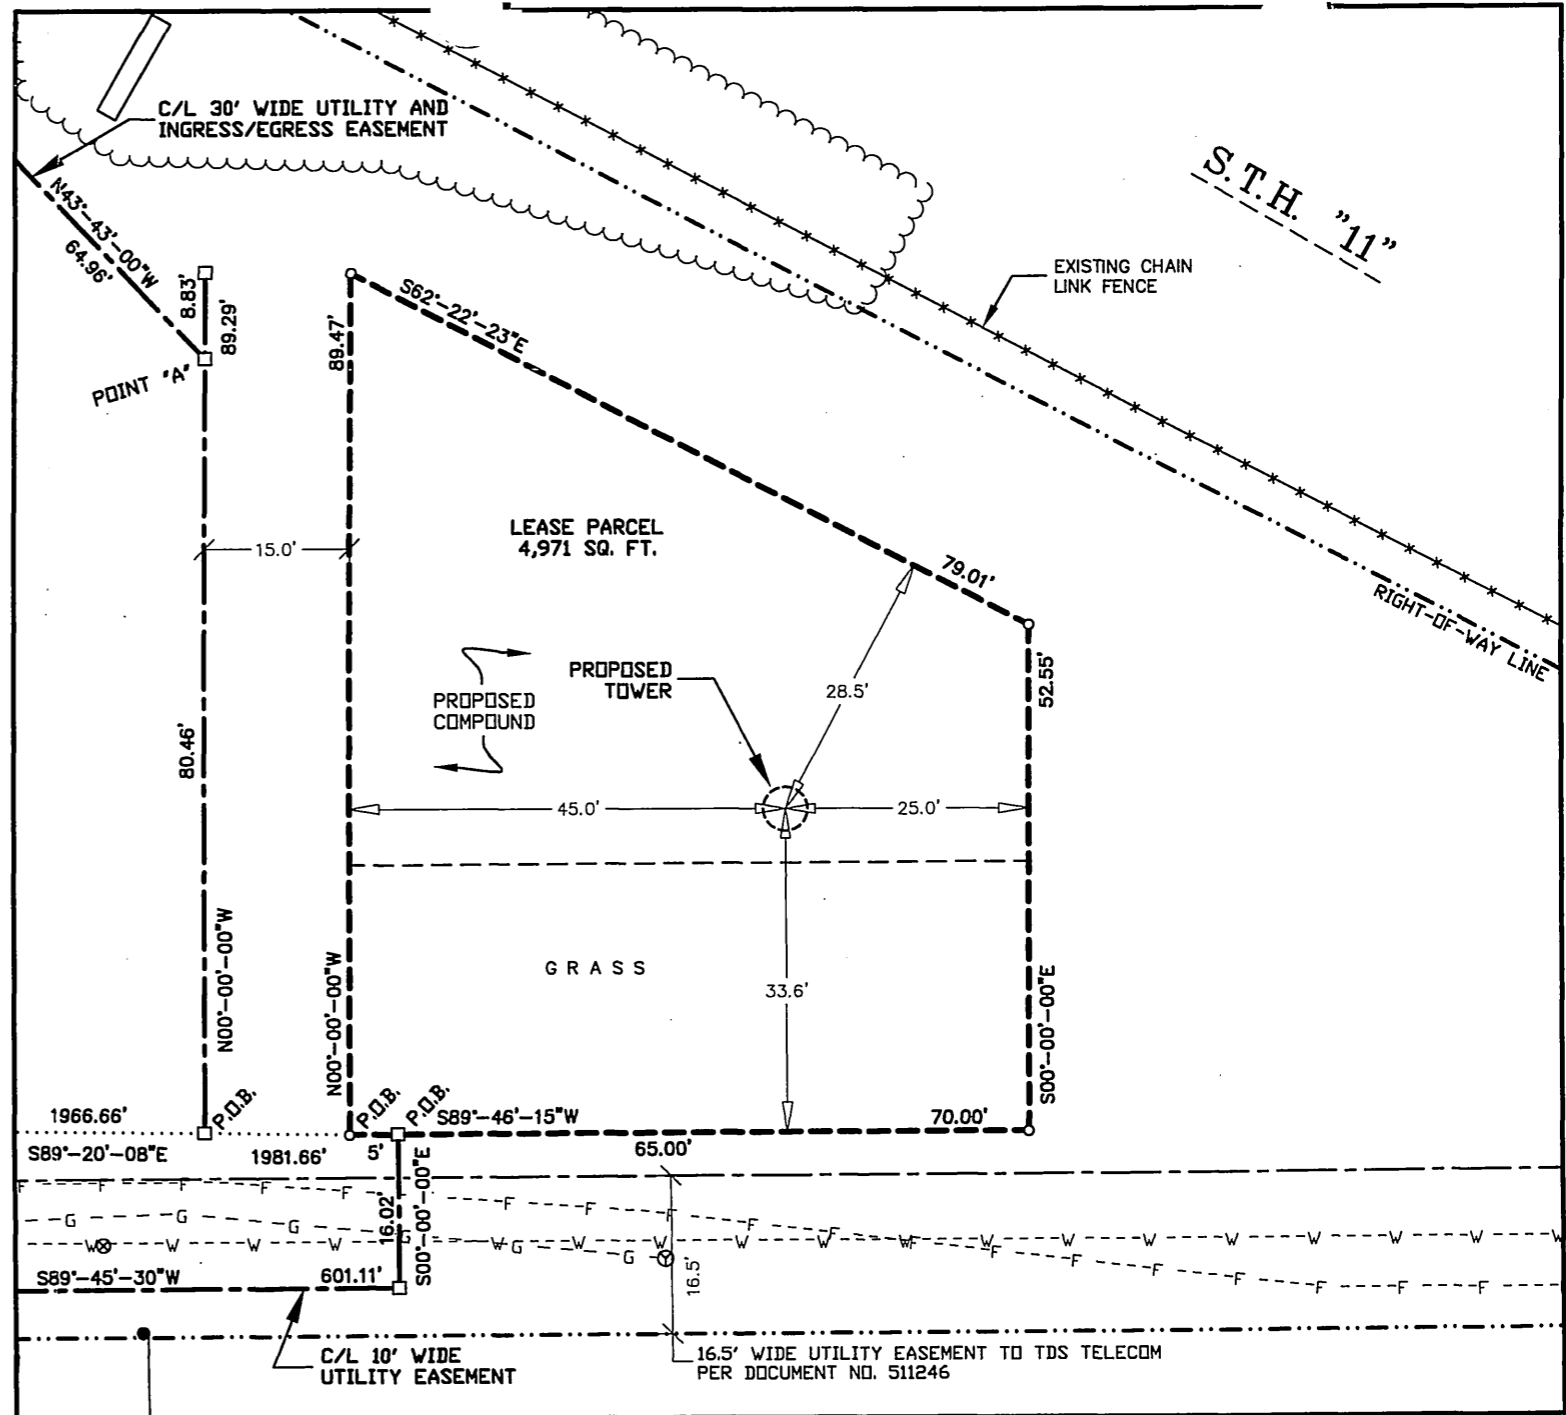 C/L 30' WIDE UTILITY AND
INGRESS/EGRESS EASEMENT
S.T.H. "11"
N43°-43'-00"W
64.96'
8.83'
89.29'
POINT "A"
89.47'
S62°-22'-23"E
EXISTING CHAIN
LINK FENCE
15.0'
LEASE PARCEL
4,971 SQ. FT.
79.01'
RIGHT-OF-WAY LINE
PROPOSED
TOWER
28.5'
52.55'
PROPOSED
COMPOUND
80.46'
45.0'
25.0'
GRASS
33.6'
N00°-00'-00"W
N00°-00'-00"W
S00°-00'-00"E
1966.66'
P.O.B.
P.O.B.
P.O.B.
S89°-46'-15"W
70.00'
S89°-20'-08"E
1981.66'
5'
65.00'
F F F F F F F F F F F F F F F F F
G G G G G G G
W W W W W W W W W W W W W W W W W W
16.02'
S00°-00'-00"E
16.5'
S89°-45'-30"W
601.11'
C/L 10' WIDE
UTILITY EASEMENT
16.5' WIDE UTILITY EASEMENT TO TDS TELECOM
PER DOCUMENT NO. 511246